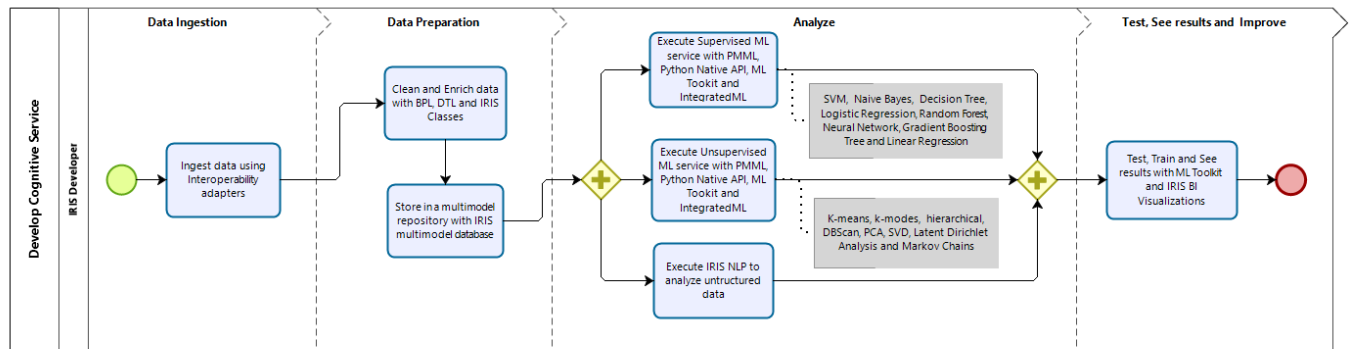 Develop Cognitive Service
IRIS Developer
Data Ingestion
Data Preparation
Analyze
Test, See results and Improve
Ingest data using
Interoperability
adapters
Clean and Enrich data
with BPL, DTL and IRIS
Classes
Store in a multimodel
repository with IRIS
multimodel database
Execute Supervised ML
service with PMML,
Python Native API, ML
Tookit and
IntegratedML
SVM, Naive Bayes, Decision Tree,
Logistic Regression, Random Forest,
Neural Network, Gradient Boosting
Tree and Linear Regression
Execute Unsupervised
ML service with PMML,
Python Native API, ML
Tookit and
IntegratedML
K-means, k-modes, hierarchical,
DBScan, PCA, SVD, Latent Dirichlet
Analysis and Markov Chains
Execute IRIS NLP to
analyze untructured
data
Test, Train and See
results with ML Toolkit
and IRIS BI
Visualizations